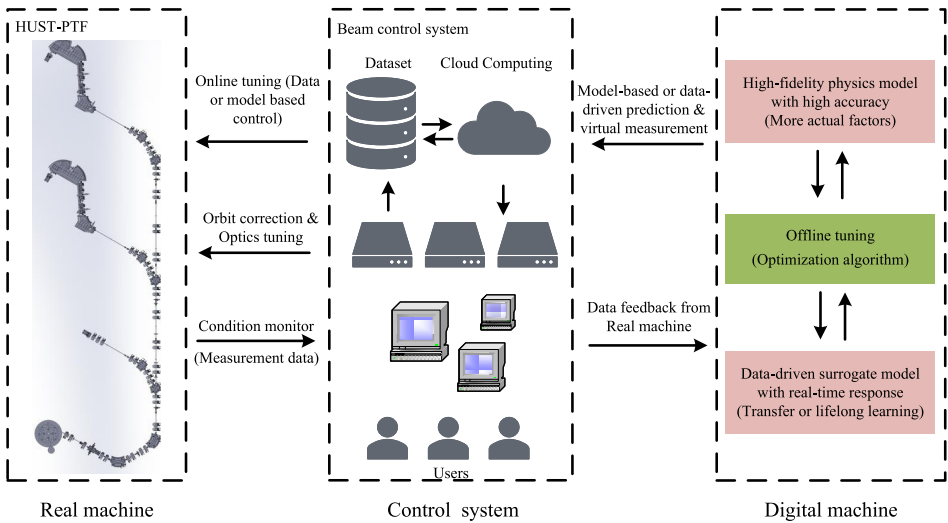 HUST-PTF
Online tuning (Data
or model based
control)
Orbit correction &
Optics tuning
Condition monitor
(Measurement data)
Beam control system
Dataset
Cloud Computing
Users
Model-based or data-
driven prediction &
virtual measurement
Data feedback from
Real machine
High-fidelity physics model
with high accuracy
(More actual factors)
Offline tuning
(Optimization algorithm)
Data-driven surrogate model
with real-time response
(Transfer or lifelong learning)
Real machine
Control system
Digital machine